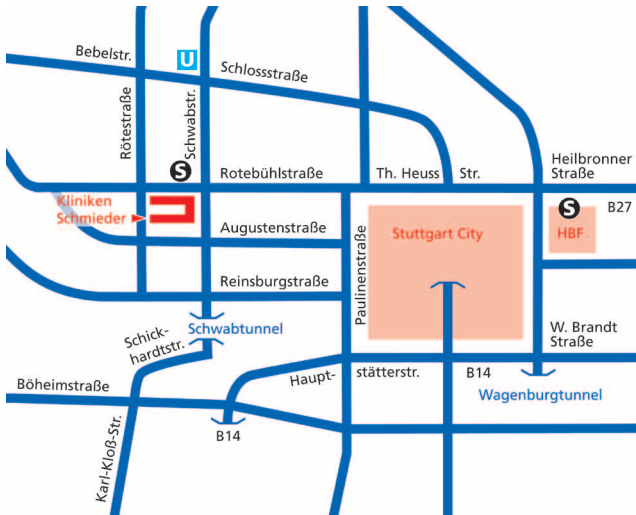 Bebelstr.
U
Schlossstraße
Rötestraße
Schwabstr.
S
Rotebühlstraße
Th. Heuss
Str.
Heilbronner
Straße
Kliniken
Schmieder
S
B27
Augustenstraße
Paulinenstraße
Stuttgart City
HBF
Reinsburgstraße
Schick-
hardtstr.
Schwabtunnel
W. Brandt
Straße
Böheimstraße
Haupt-
stätterstr.
B14
Wagenburgtunnel
Karl-Kloß-Str.
B14